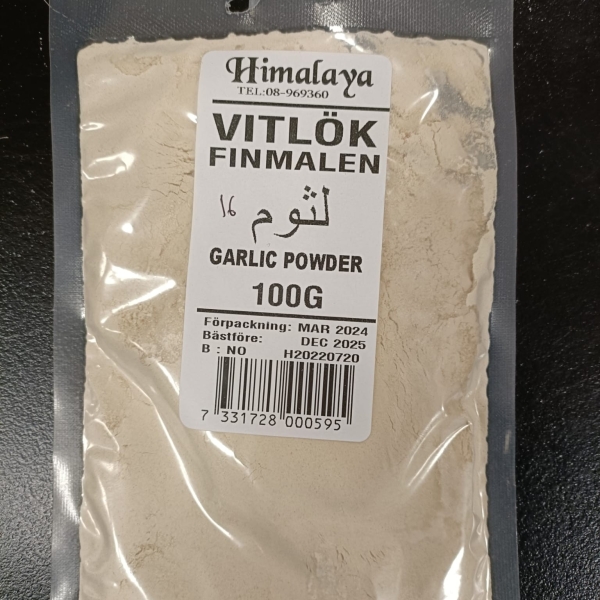 Himalaya
TEL:08-969360
VITLÖK
FINMALEN
لثوم ا٦
GARLIC POWDER
100G
Förpackning: MAR 2024
Bästföre: DEC 2025
B : NO H20220720
7 331728 000595